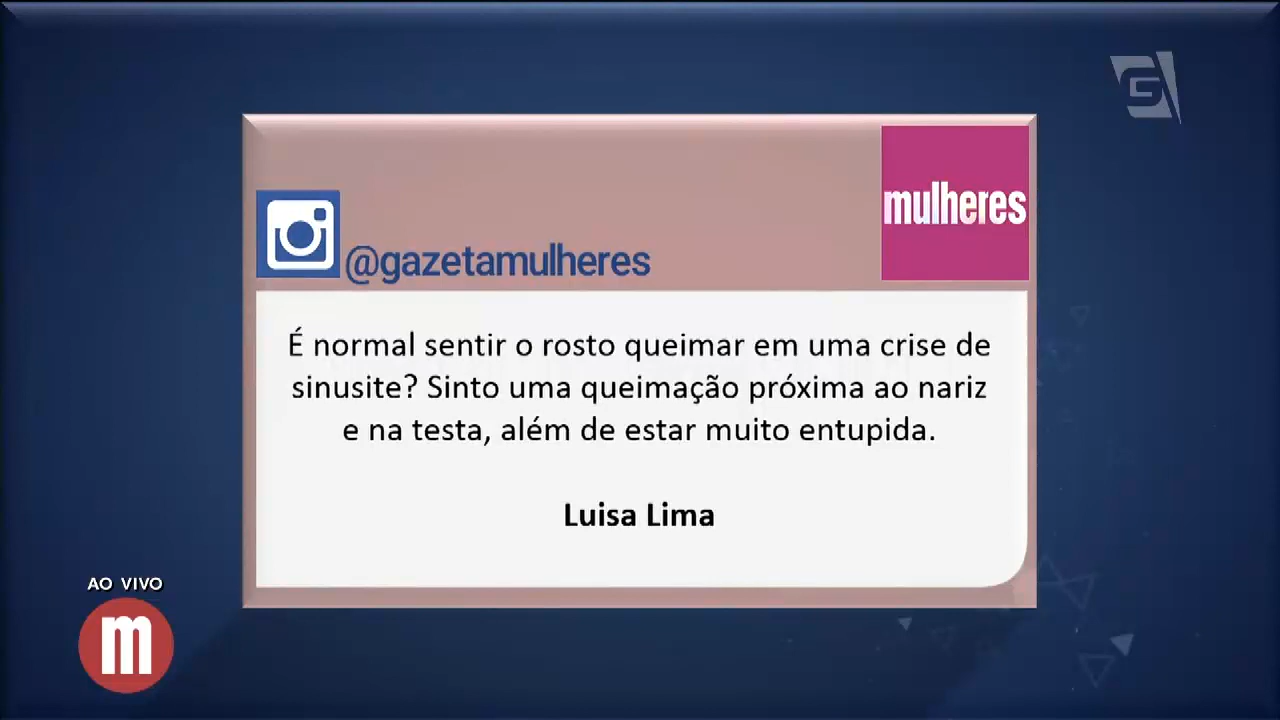 mulheres
@gazetamulheres
É normal sentir o rosto queimar em uma crise de
sinusite? Sinto uma queimação próxima ao nariz
e na testa, além de estar muito entupida.
Luisa Lima
AO VIVO
m
G